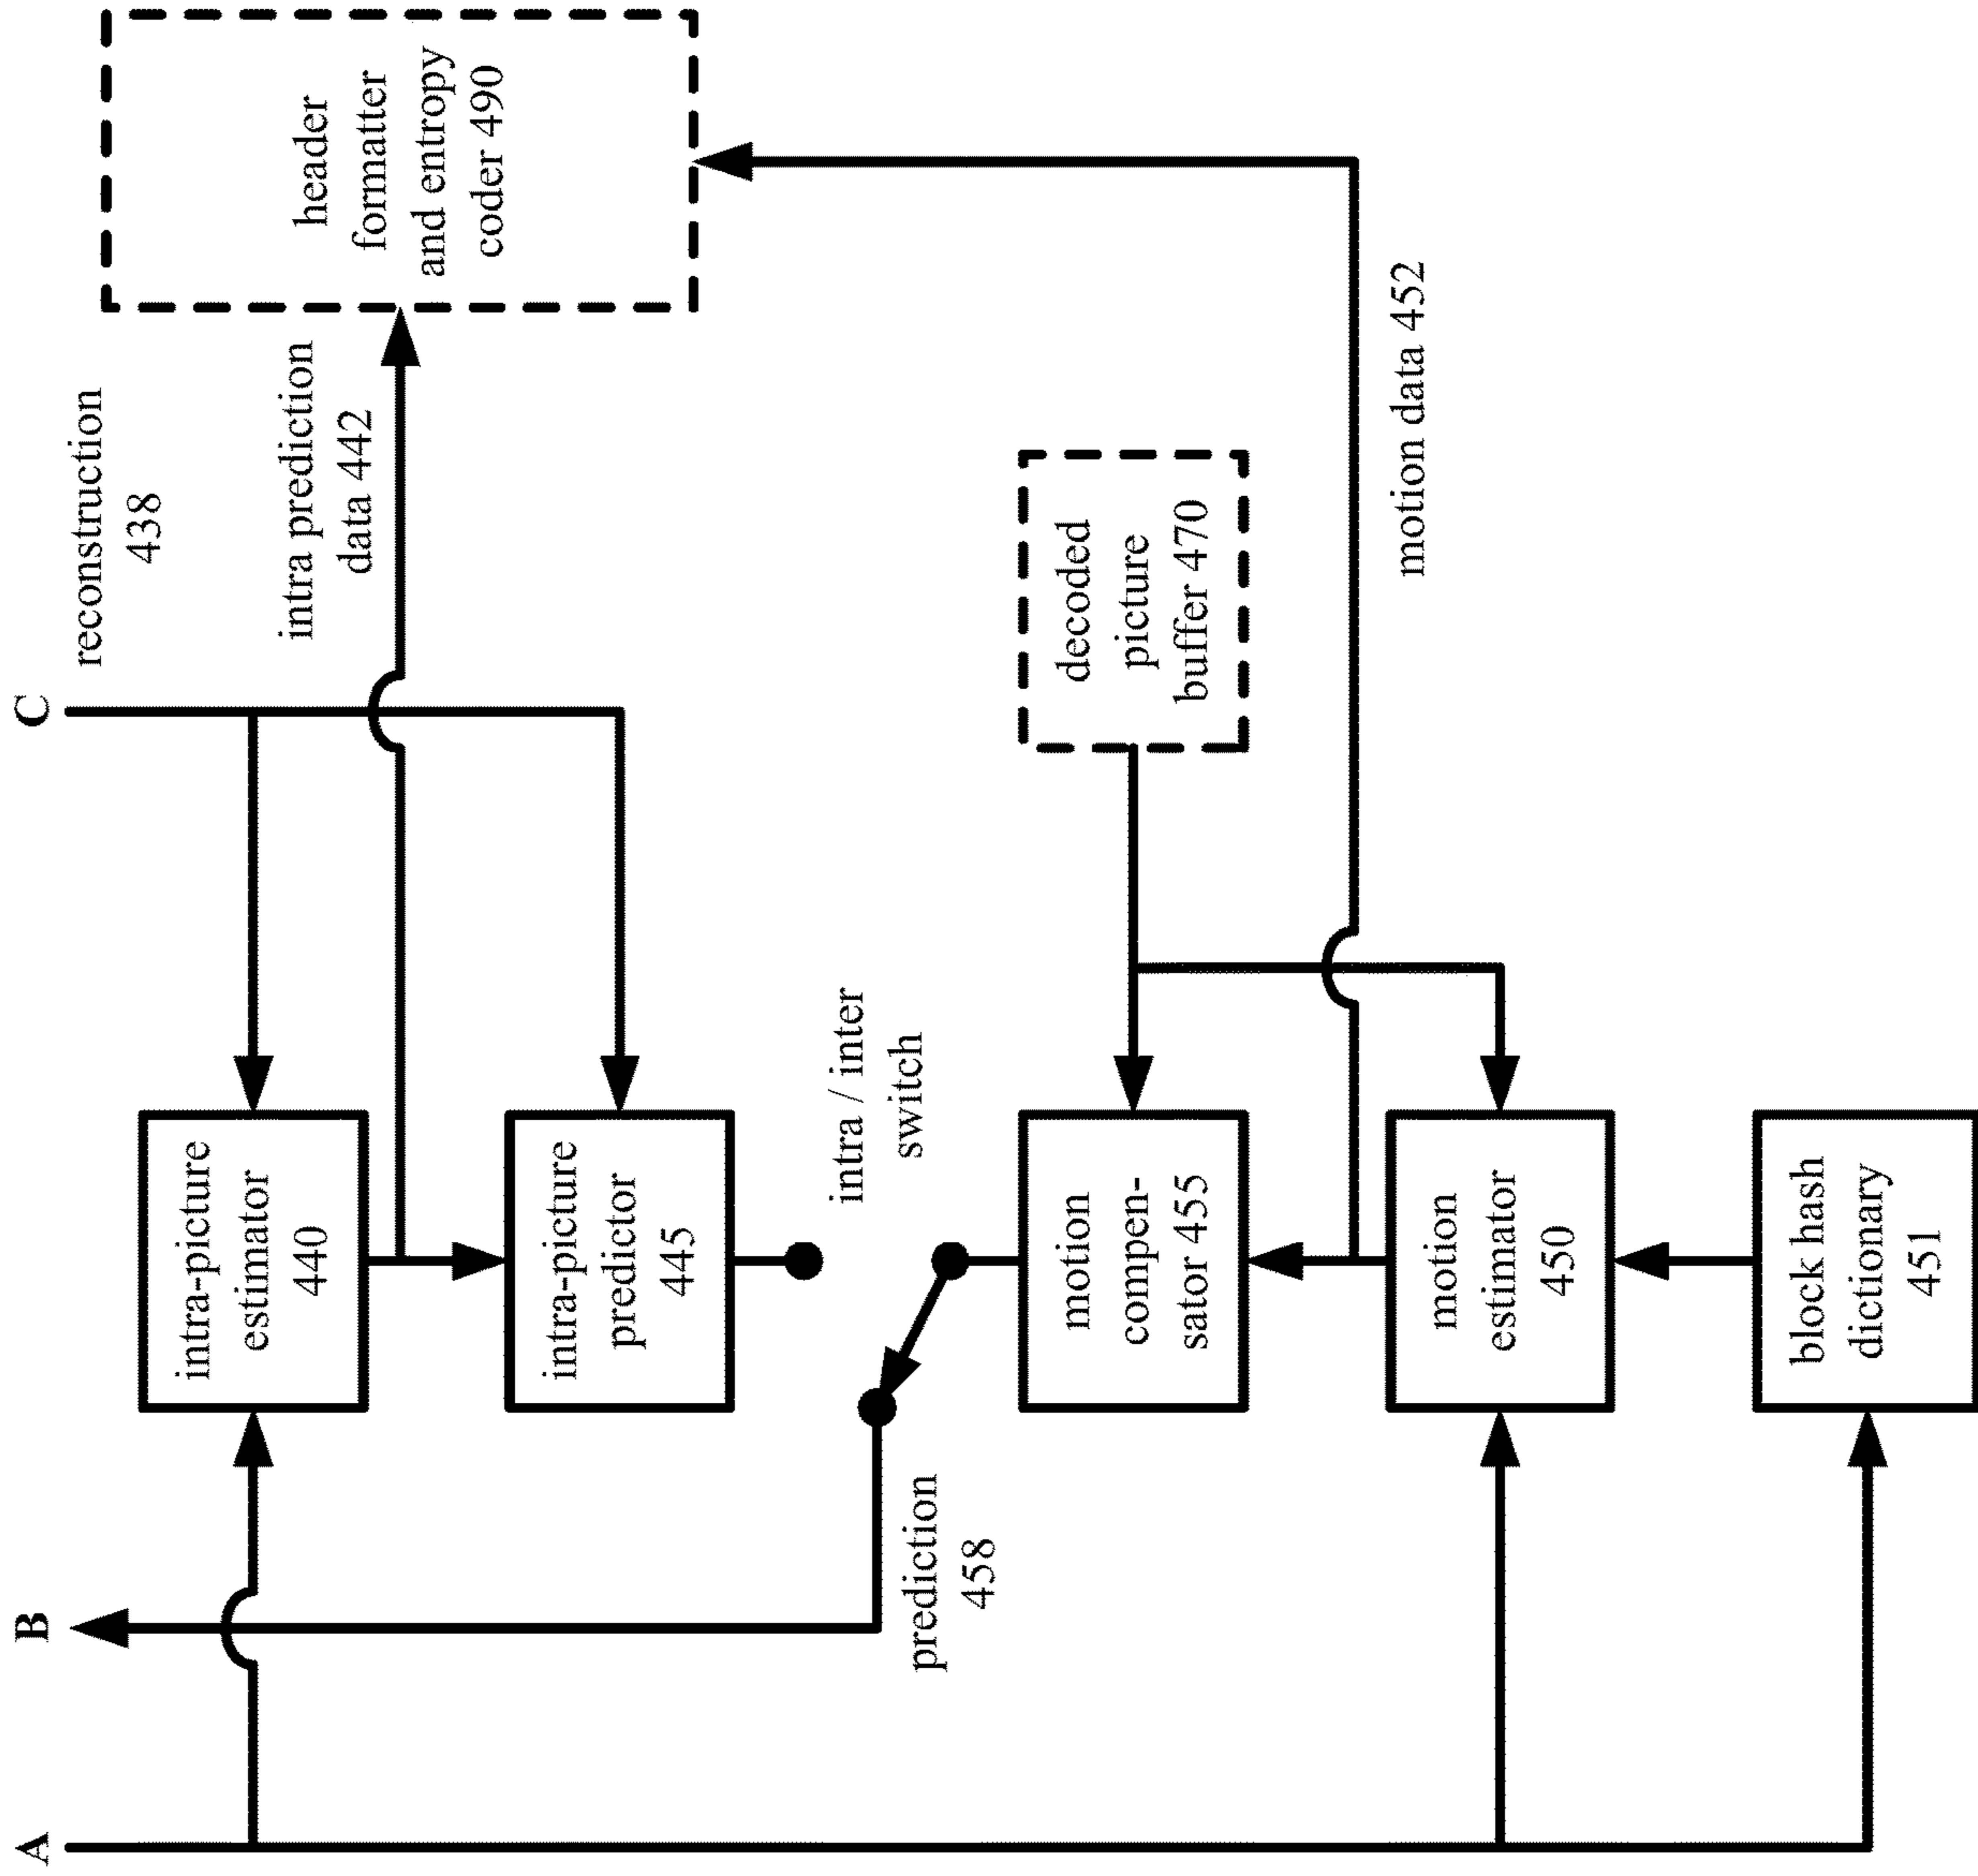 A
B
C
reconstruction
438
intra prediction
data 442
header
formatter
and entropy
coder 490
intra-picture
estimator
440
intra-picture
predictor
445
intra / inter
switch
prediction
458
decoded
picture
buffer 470
motion
compen-
sator 455
motion data 452
motion
estimator
450
block hash
dictionary
451